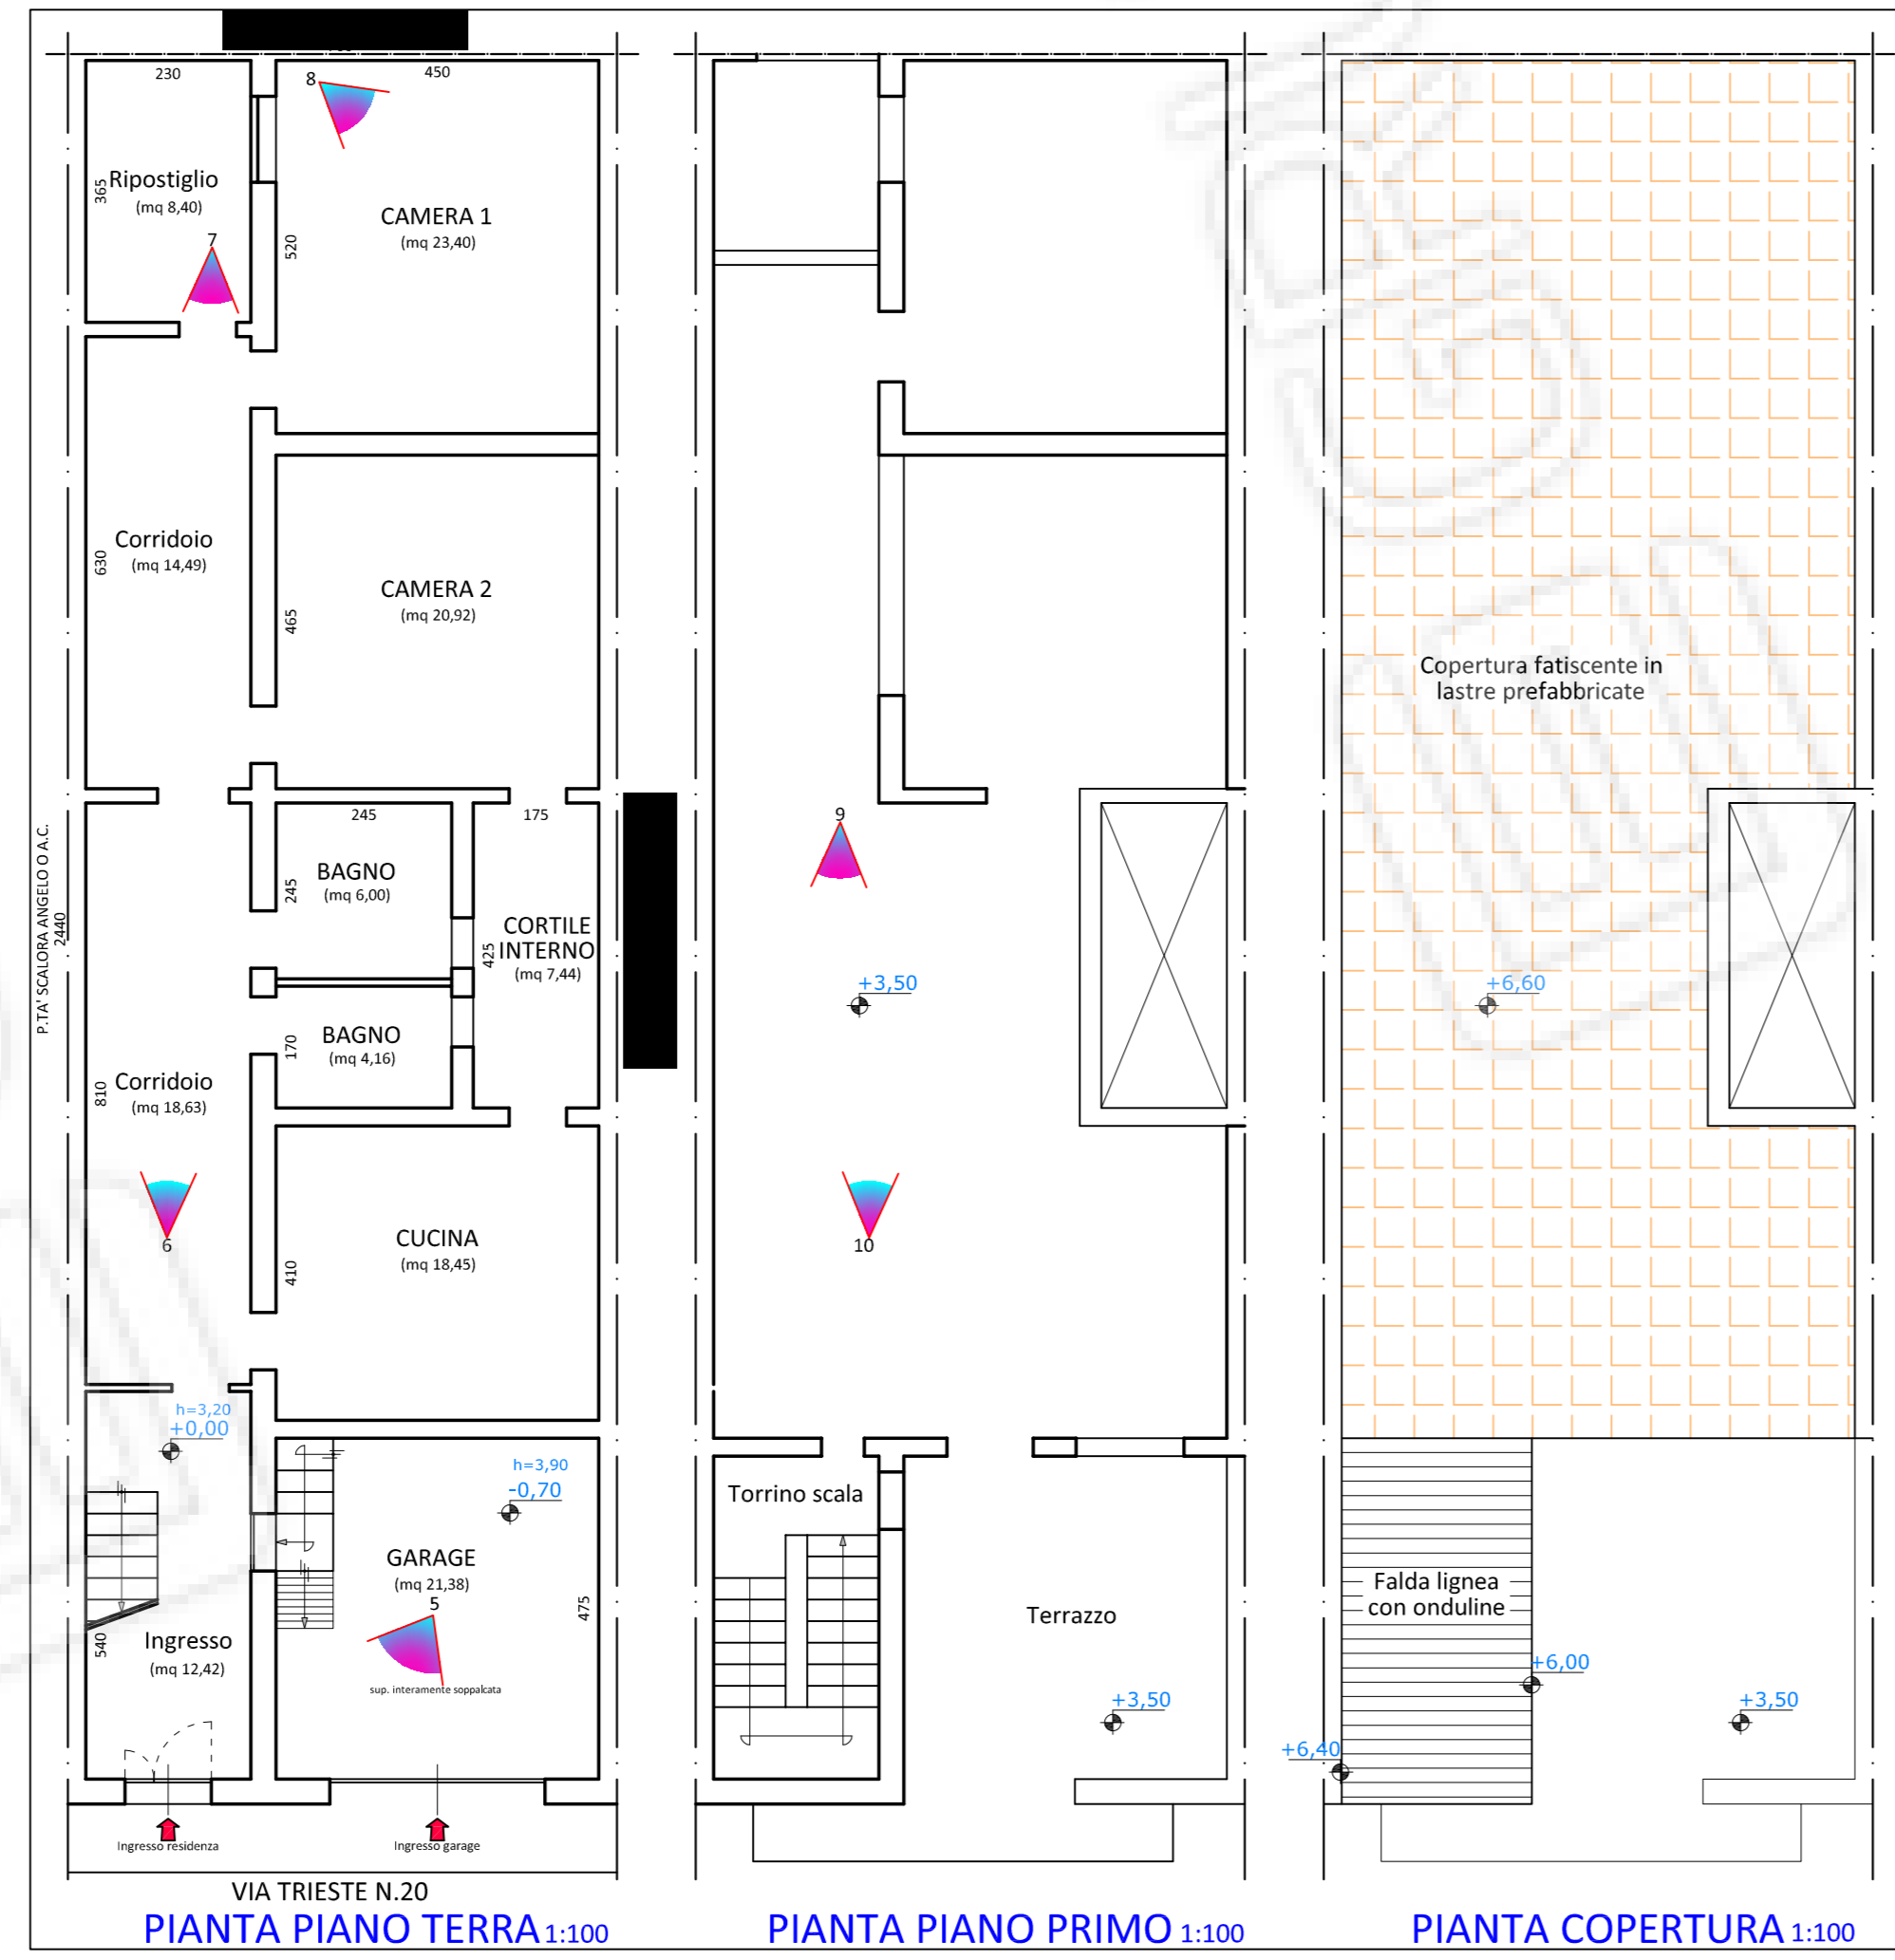 230
450
8
365
Ripostiglio
(mq 8,40)
7
520
CAMERA 1
(mq 23,40)
Corridoio
(mq 14,49)
630
465
CAMERA 2
(mq 20,92)
P.TA' SCALORA ANGELO O A.C.
2440
245
175
BAGNO
(mq 6,00)
245
425
CORTILE
INTERNO
(mq 7,44)
BAGNO
(mq 4,16)
170
810
Corridoio
(mq 18,63)
6
410
CUCINA
(mq 18,45)
h=3,20
+0,00
h=3,90
-0,70
GARAGE
(mq 21,38)
5
475
540
Ingresso
(mq 12,42)
sup. interamente soppalcata
Ingresso residenza
Ingresso garage
VIA TRIESTE N.20
PIANTA PIANO TERRA 1:100
9
+3,50
10
Torrino scala
Terrazzo
+3,50
PIANTA PIANO PRIMO 1:100
Copertura fatiscente in
lastre prefabbricate
+6,60
Falda lignea
con onduline
+6,00
+3,50
+6,40
PIANTA COPERTURA 1:100